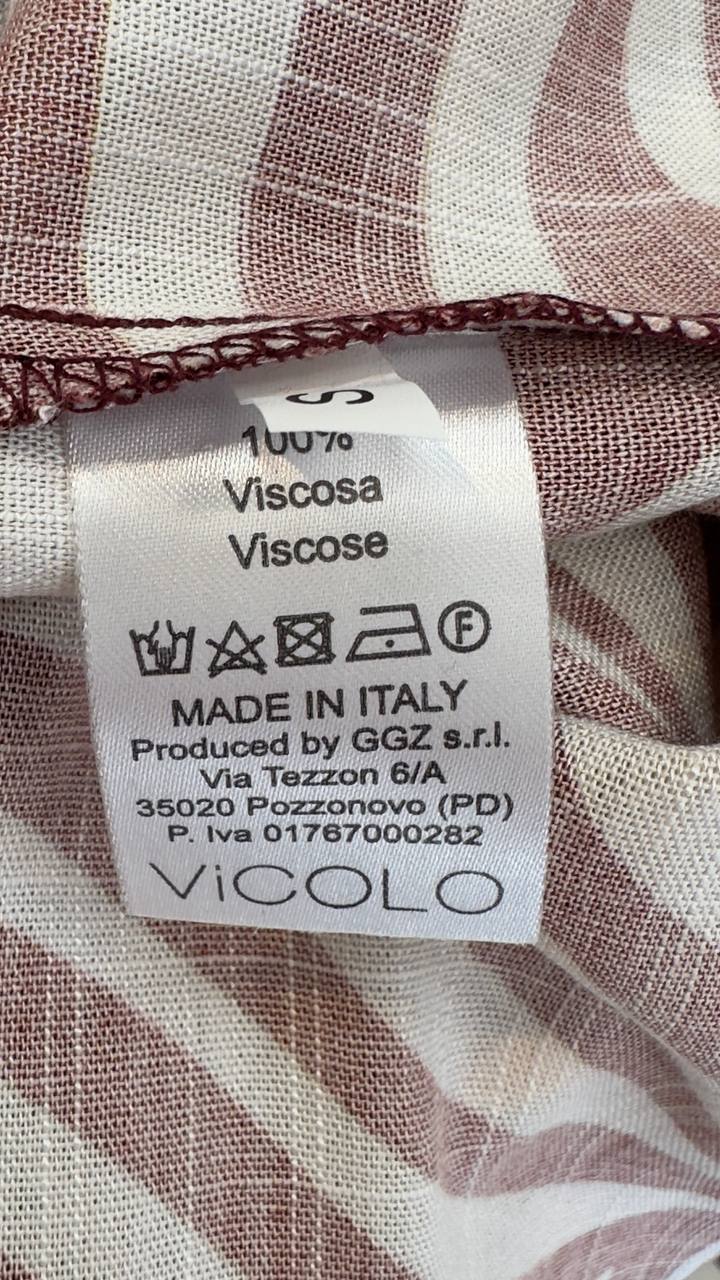 S
100%
Viscosa
Viscose
F
MADE IN ITALY
Produced by GGZ s.r.l.
Via Tezzon 6/A
35020 Pozzonovo (PD)
P. Iva 01767000282
ViCOLO